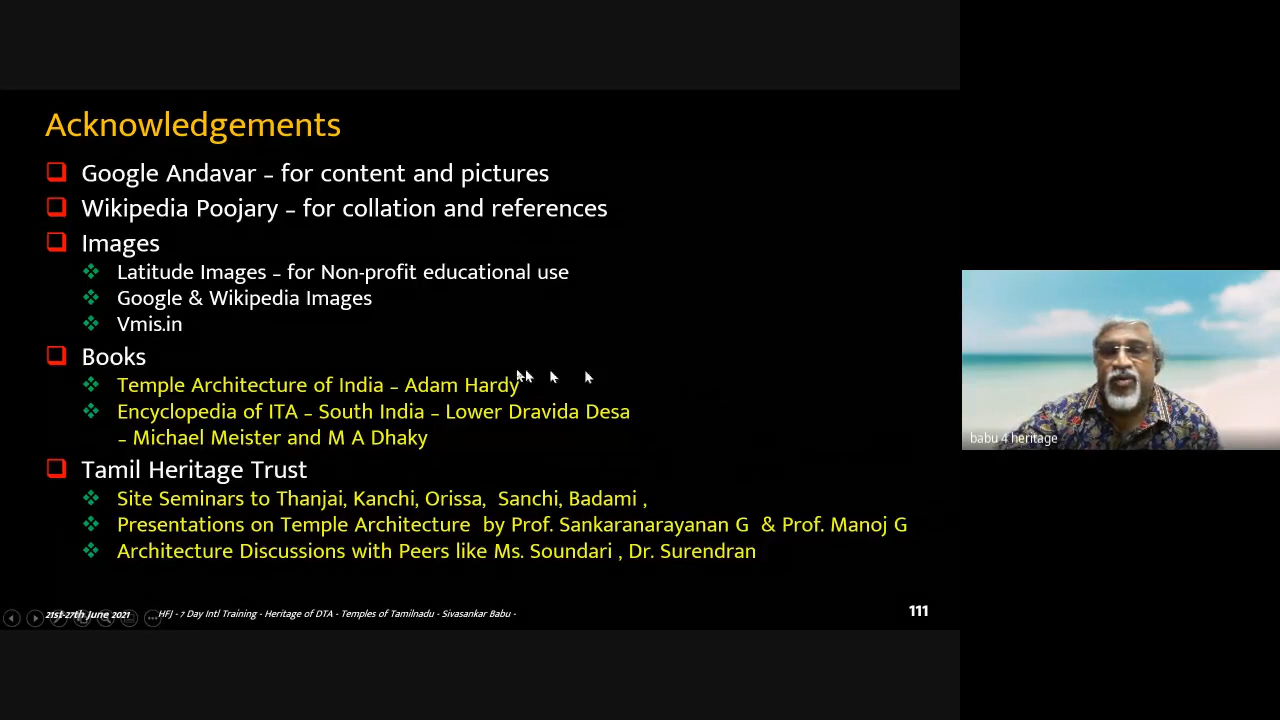 Acknowledgements
Google Andavar – for content and pictures
Wikipedia Poojary – for collation and references
Images
Latitude Images – for Non-profit educational use
Google & Wikipedia Images
Vmis.in
Books
Temple Architecture of India – Adam Hardy
Encyclopedia of ITA – South India – Lower Dravida Desa
– Michael Meister and M A Dhaky
Tamil Heritage Trust
Site Seminars to Thanjai, Kanchi, Orissa, Sanchi, Badami ,
Presentations on Temple Architecture by Prof. Sankaranarayanan G & Prof. Manoj G
Architecture Discussions with Peers like Ms. Soundari , Dr. Surendran
21st-27th June 2021
HFJ - 7 Day Intl Training - Heritage of DTA - Temples of Tamilnadu - Sivasankar Babu -
111
babu 4 heritage